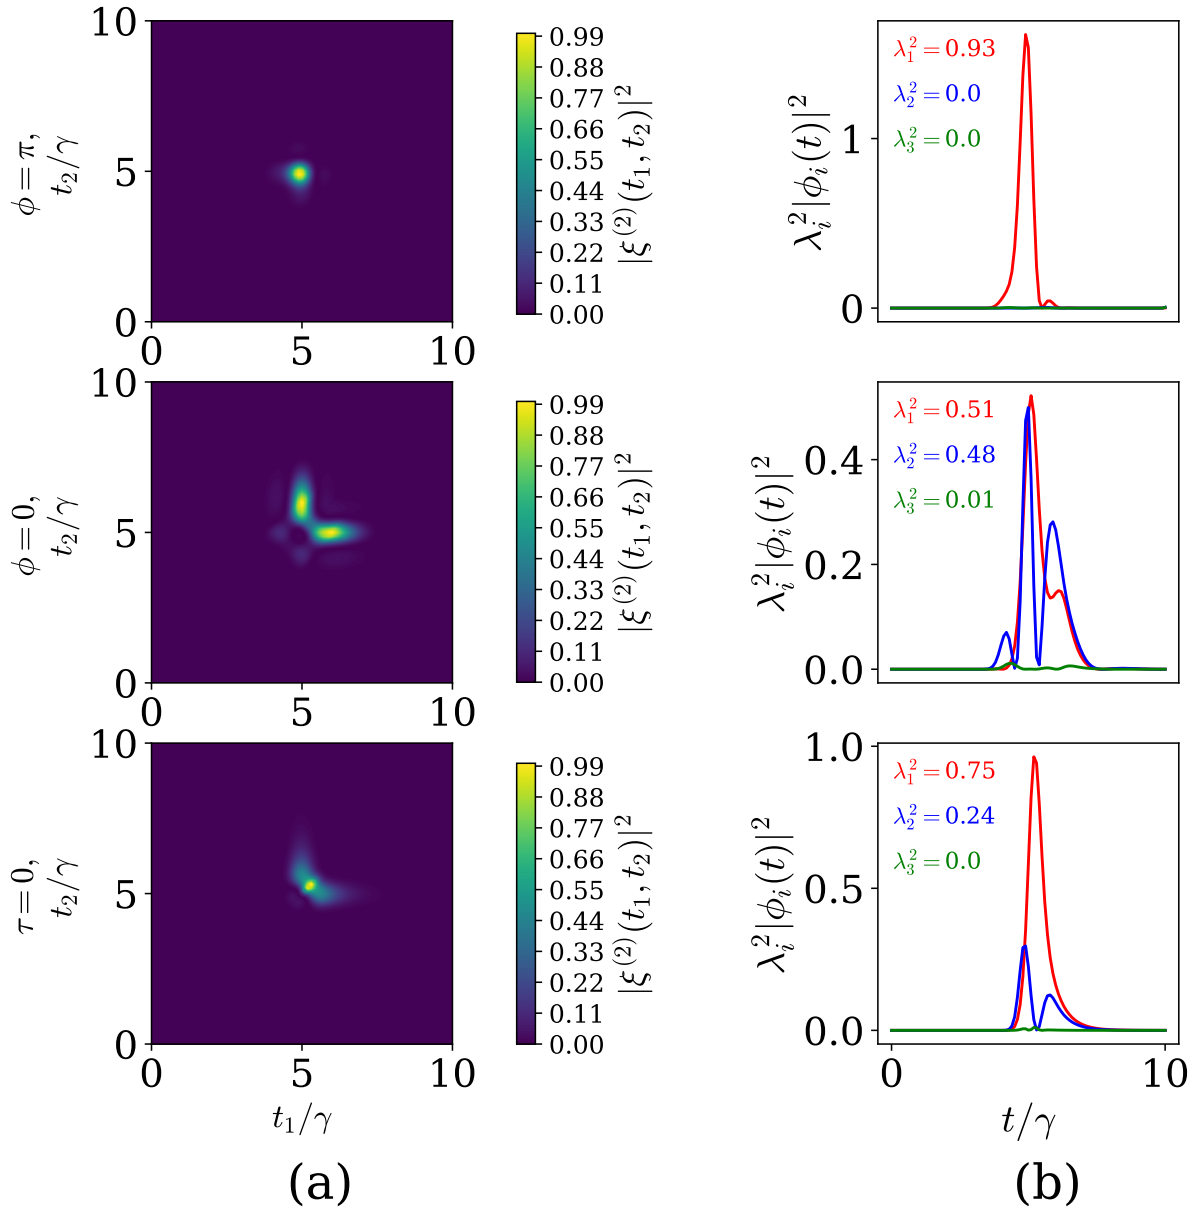 ϕ = π,
t₂/γ
10
5
0
0 5 10
0.99
0.88
0.77
0.66
0.55
0.44
0.33
0.22
0.11
0.00
|ξ⁽²⁾(t₁, t₂)|²
λᵢ²|ϕᵢ(t)|²
1
0
λ₁² = 0.93
λ₂² = 0.0
λ₃² = 0.0
ϕ = 0,
t₂/γ
10
5
0
0 5 10
0.99
0.88
0.77
0.66
0.55
0.44
0.33
0.22
0.11
0.00
|ξ⁽²⁾(t₁, t₂)|²
λᵢ²|ϕᵢ(t)|²
0.4
0.2
0.0
λ₁² = 0.51
λ₂² = 0.48
λ₃² = 0.01
τ = 0,
t₂/γ
10
5
0
0 5 10
t₁/γ
0.99
0.88
0.77
0.66
0.55
0.44
0.33
0.22
0.11
0.00
|ξ⁽²⁾(t₁, t₂)|²
λᵢ²|ϕᵢ(t)|²
1.0
0.5
0.0
λ₁² = 0.75
λ₂² = 0.24
λ₃² = 0.0
0 10
t/γ
(a) (b)